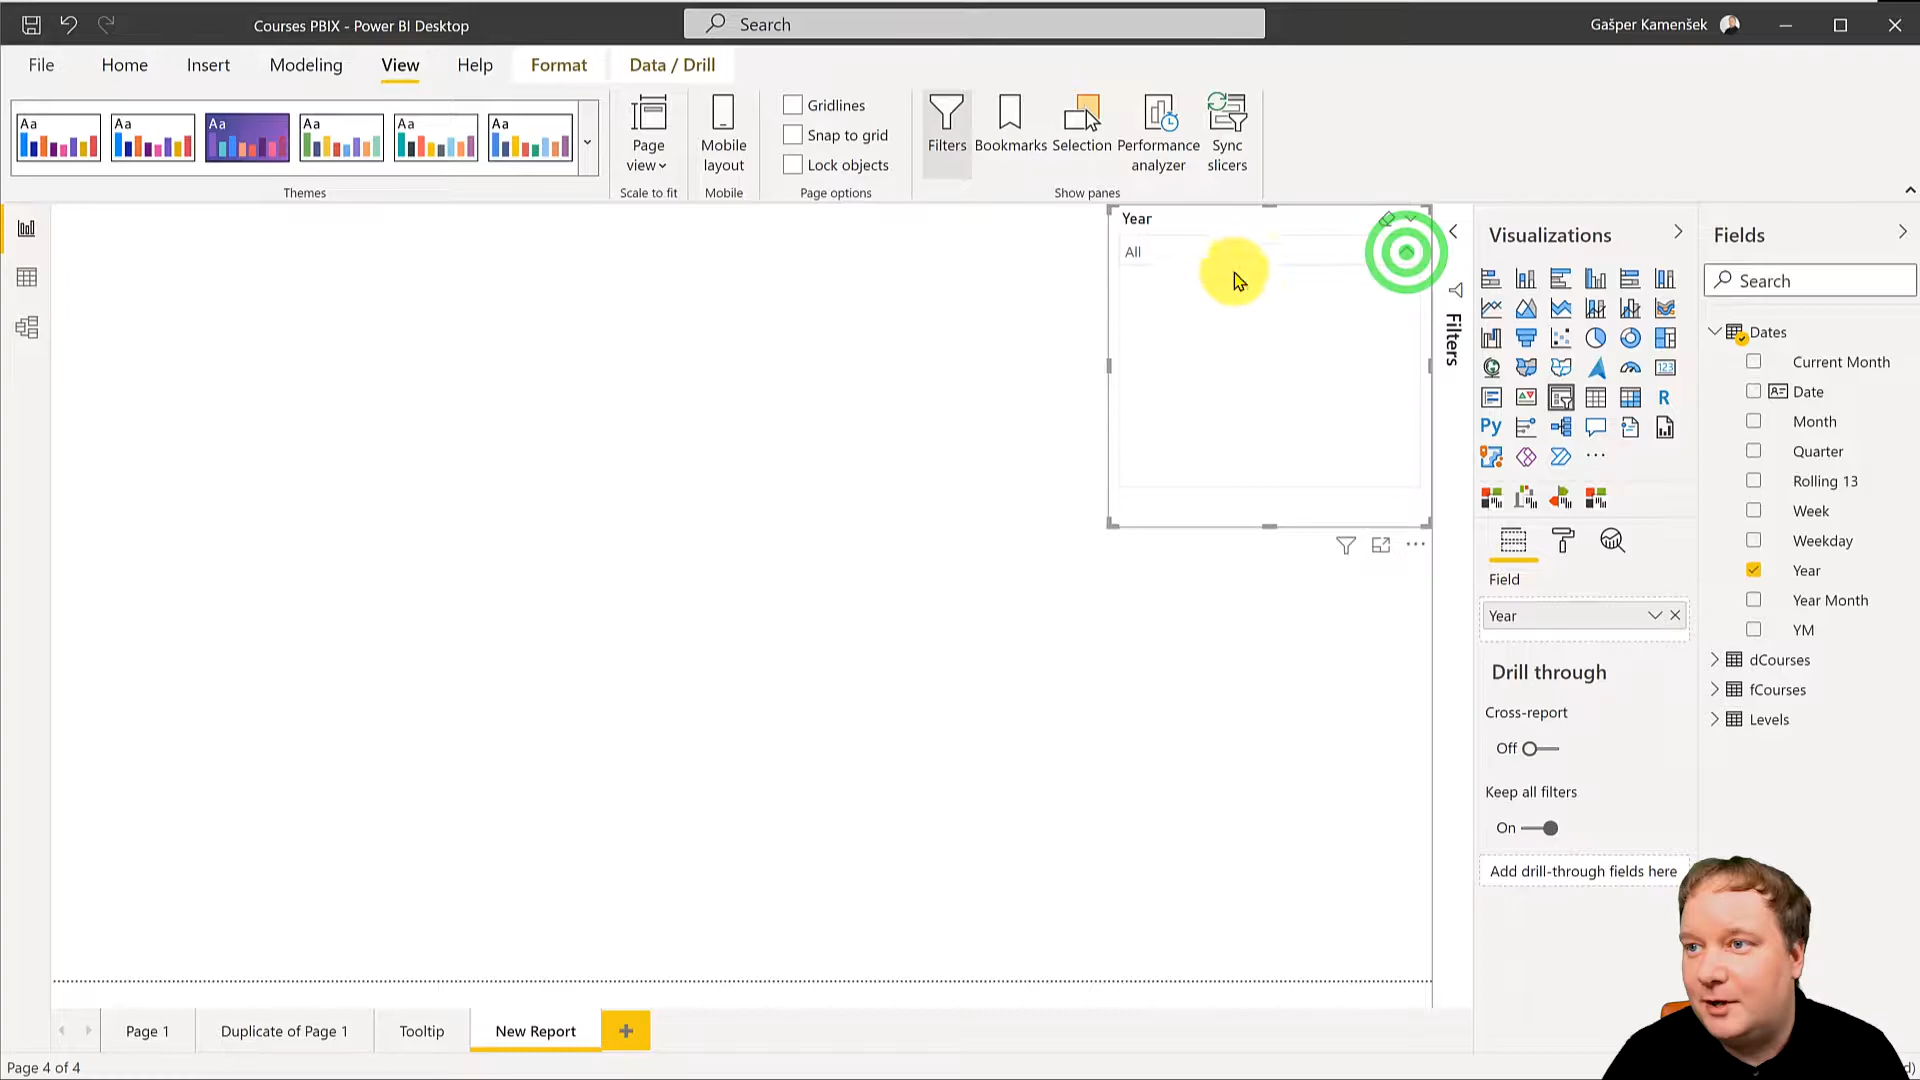 Courses PBIX - Power BI Desktop
Search
Gašper Kamenšek
File
Home
Insert
Modeling
View
Help
Format
Data / Drill
Aa
Aa
Aa
Aa
Aa
Aa
Themes
Page view
Scale to fit
Mobile layout
Mobile
Gridlines
Snap to grid
Lock objects
Page options
Filters
Bookmarks
Selection
Performance analyzer
Sync slicers
Show panes
Year
All
Filters
Visualizations
123
R
Py
Field
Year
Drill through
Cross-report
Off
Keep all filters
On
Add drill-through fields here
Fields
Search
Dates
Current Month
Date
Month
Quarter
Rolling 13
Week
Weekday
Year
Year Month
YM
dCourses
fCourses
Levels
Page 1
Duplicate of Page 1
Tooltip
New Report
Page 4 of 4